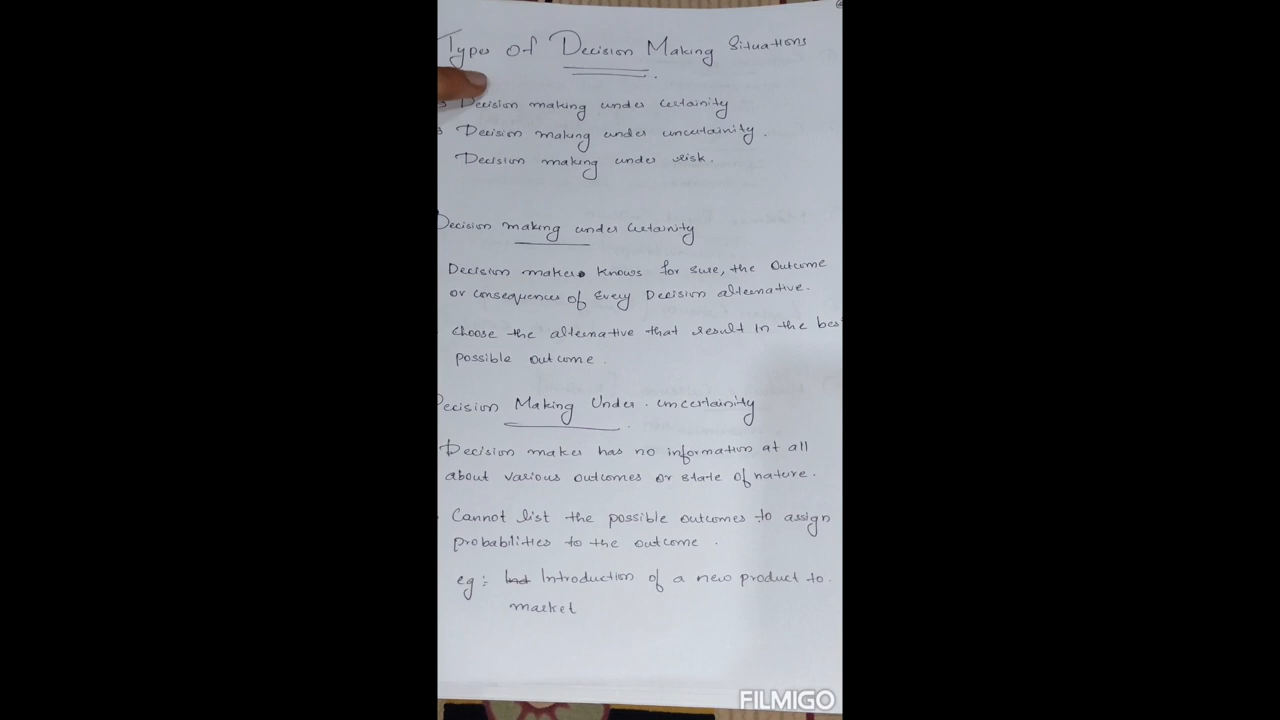 Types of Decision Making Situations
Decision making under certainity
Decision making under uncertainity.
Decision making under risk.
Decision making under certainity
Decision maker knows for sure, the outcome
or consequences of Every Decision alternative.
choose the alternative that result in the bes
possible outcome.
Decision Making Under uncertainity
Decision maker has no information at all
about various outcomes or state of nature.
Cannot list the possible outcomes to assign
probabilities to the outcome.
eg: Introduction of a new product to.
market
FILMIGO